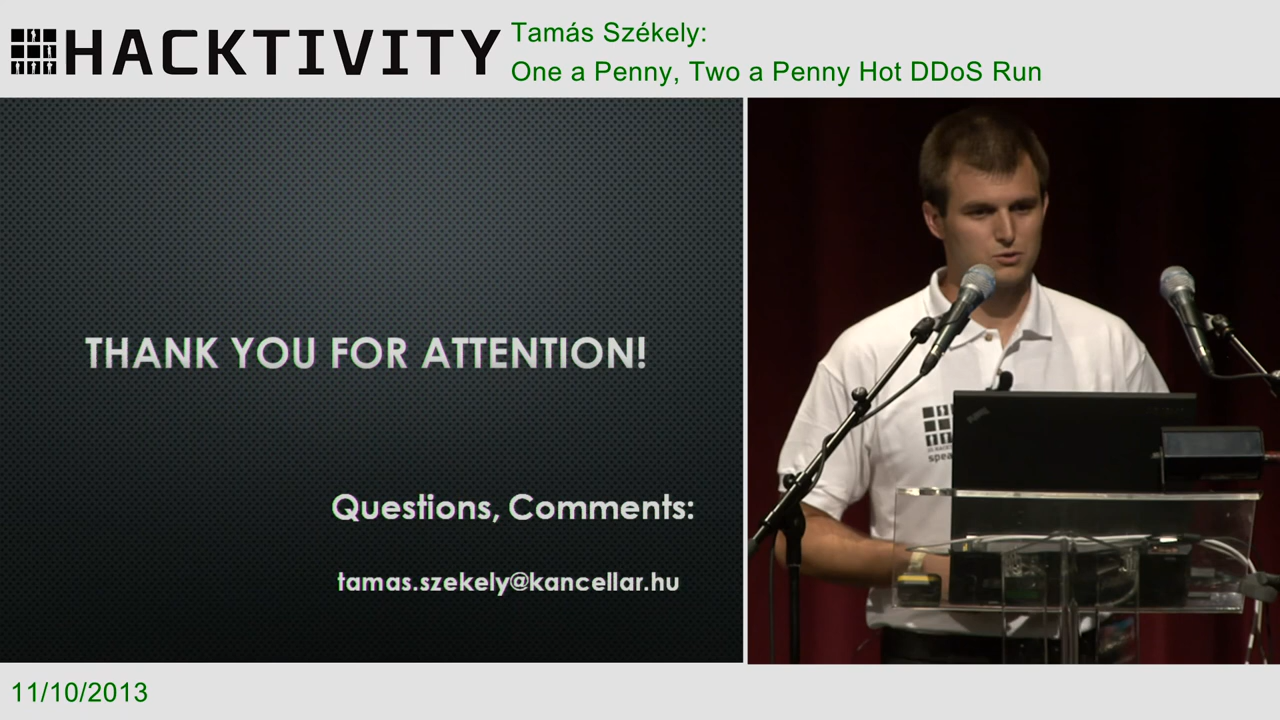 HACKTIVITY
Tamás Székely:
One a Penny, Two a Penny Hot DDoS Run
THANK YOU FOR ATTENTION!
Questions, Comments:
tamas.szekely@kancellar.hu
11/10/2013